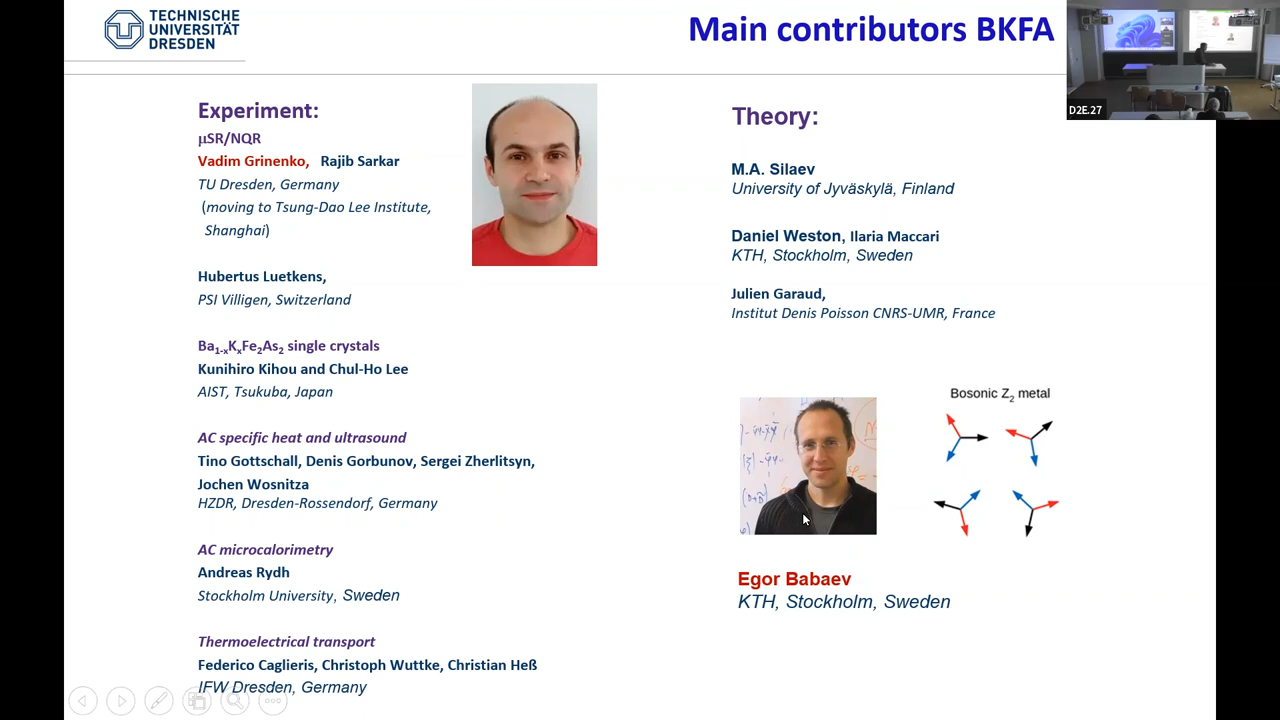 TECHNISCHE
UNIVERSITÄT
DRESDEN
Main contributors BKFA
D2E.27
Experiment:
µSR/NQR
Vadim Grinenko, Rajib Sarkar
TU Dresden, Germany
(moving to Tsung-Dao Lee Institute,
Shanghai)
Hubertus Luetkens,
PSI Villigen, Switzerland
Ba1-xKxFe2As2 single crystals
Kunihiro Kihou and Chul-Ho Lee
AIST, Tsukuba, Japan
AC specific heat and ultrasound
Tino Gottschall, Denis Gorbunov, Sergei Zherlitsyn,
Jochen Wosnitza
HZDR, Dresden-Rossendorf, Germany
AC microcalorimetry
Andreas Rydh
Stockholm University, Sweden
Thermoelectrical transport
Federico Caglieris, Christoph Wuttke, Christian Heß
IFW Dresden, Germany
Theory:
M.A. Silaev
University of Jyväskylä, Finland
Daniel Weston, Ilaria Maccari
KTH, Stockholm, Sweden
Julien Garaud,
Institut Denis Poisson CNRS-UMR, France
Bosonic Z2 metal
Egor Babaev
KTH, Stockholm, Sweden